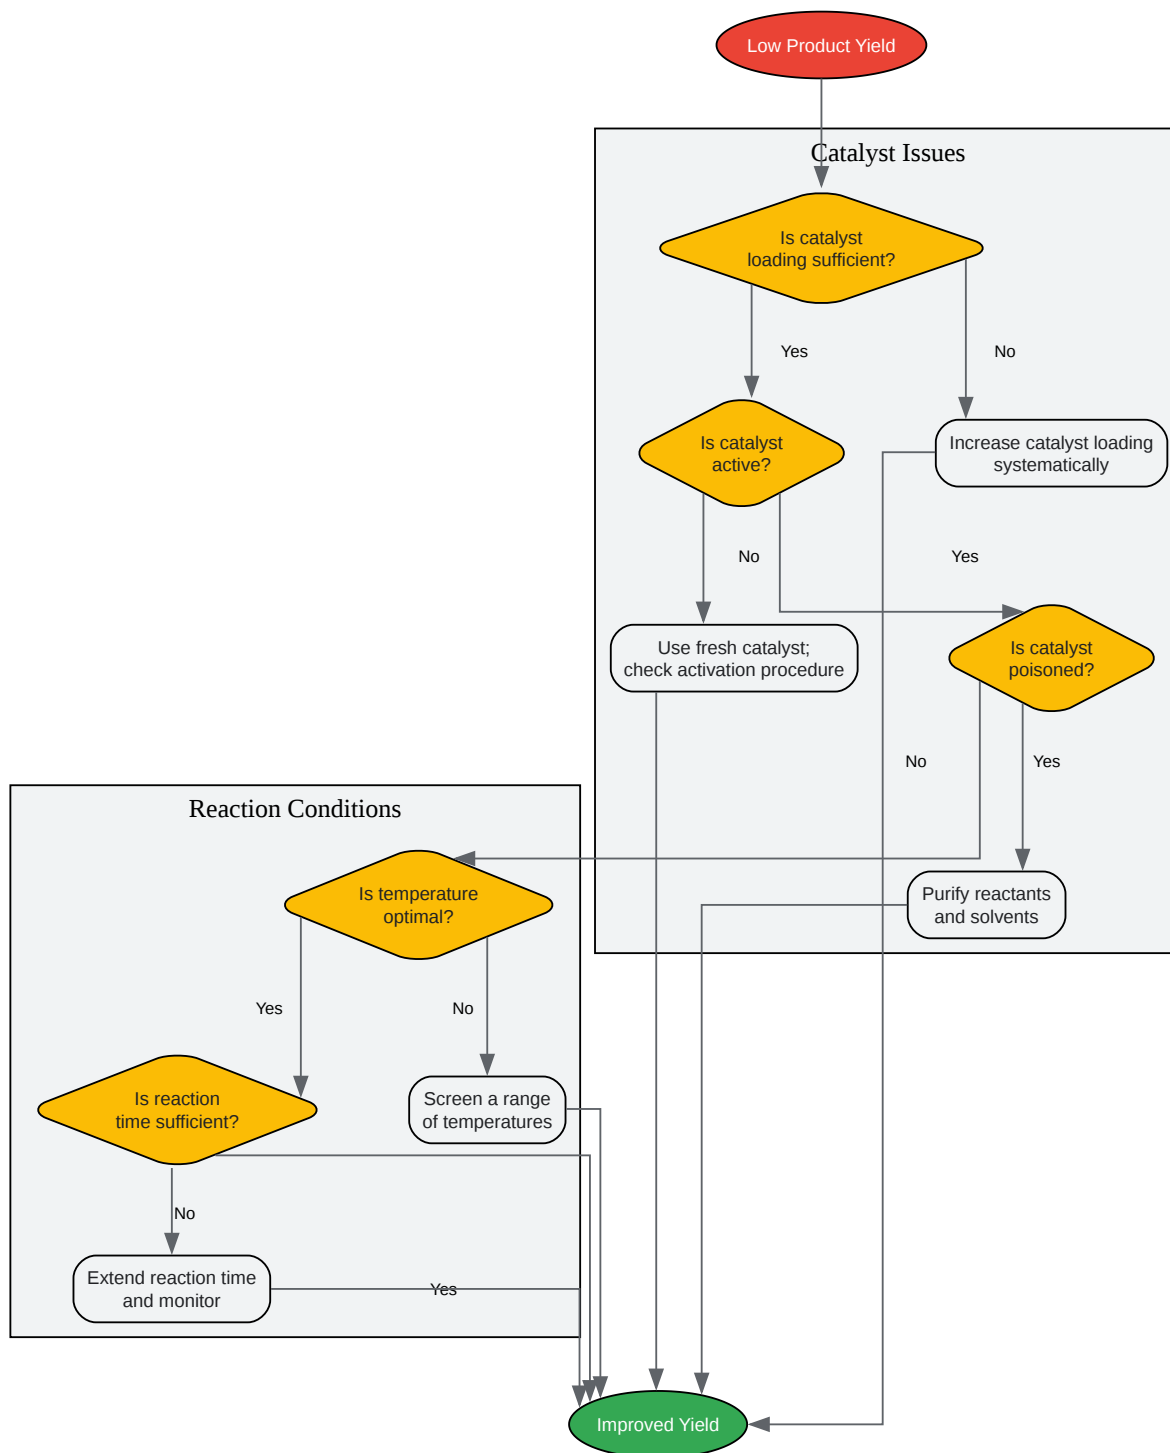 Low Product Yield
Catalyst Issues
Is catalyst
loading sufficient?
Yes
No
Is catalyst
active?
Increase catalyst loading
systematically
No
Yes
Use fresh catalyst;
check activation procedure
Is catalyst
poisoned?
No
Yes
Reaction Conditions
Is temperature
optimal?
Purify reactants
and solvents
Yes
No
Is reaction
time sufficient?
Screen a range
of temperatures
No
Extend reaction time
and monitor
Yes
Improved Yield